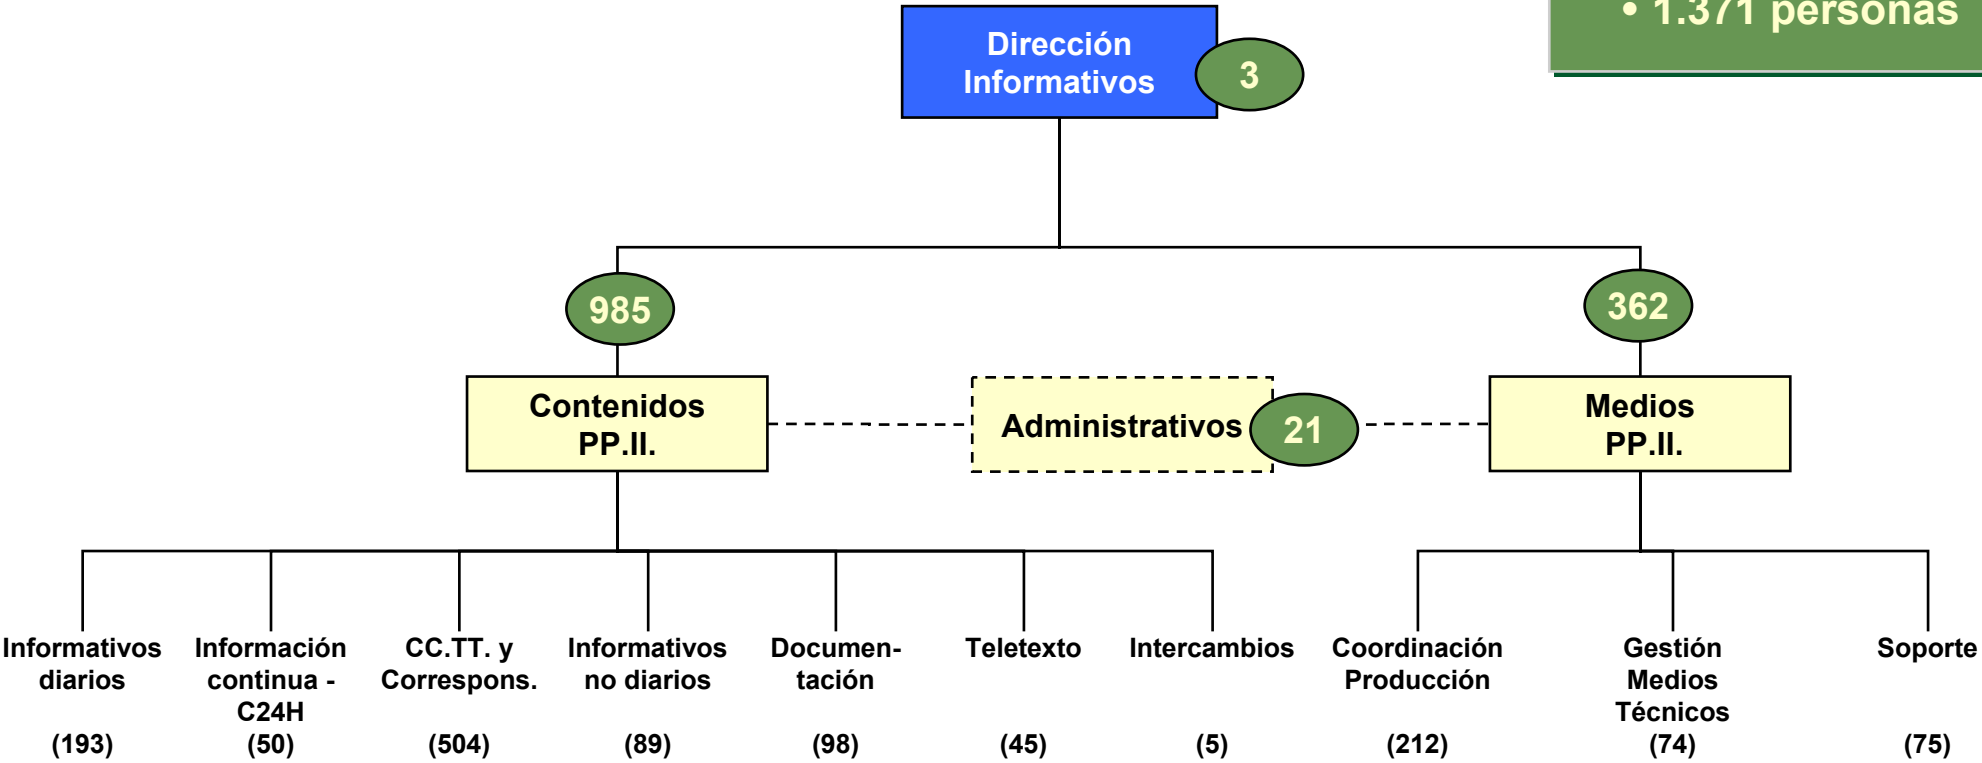 • 1.371 personas
Dirección
Informativos
3
985
362
Contenidos
PP.II.
Administrativos
21
Medios
PP.II.
Informativos
diarios
(193)
Información
continua -
C24H
(50)
CC.TT. y
Correspons.
(504)
Informativos
no diarios
(89)
Documen-
tación
(98)
Teletexto
(45)
Intercambios
(5)
Coordinación
Producción
(212)
Gestión
Medios
Técnicos
(74)
Soporte
(75)